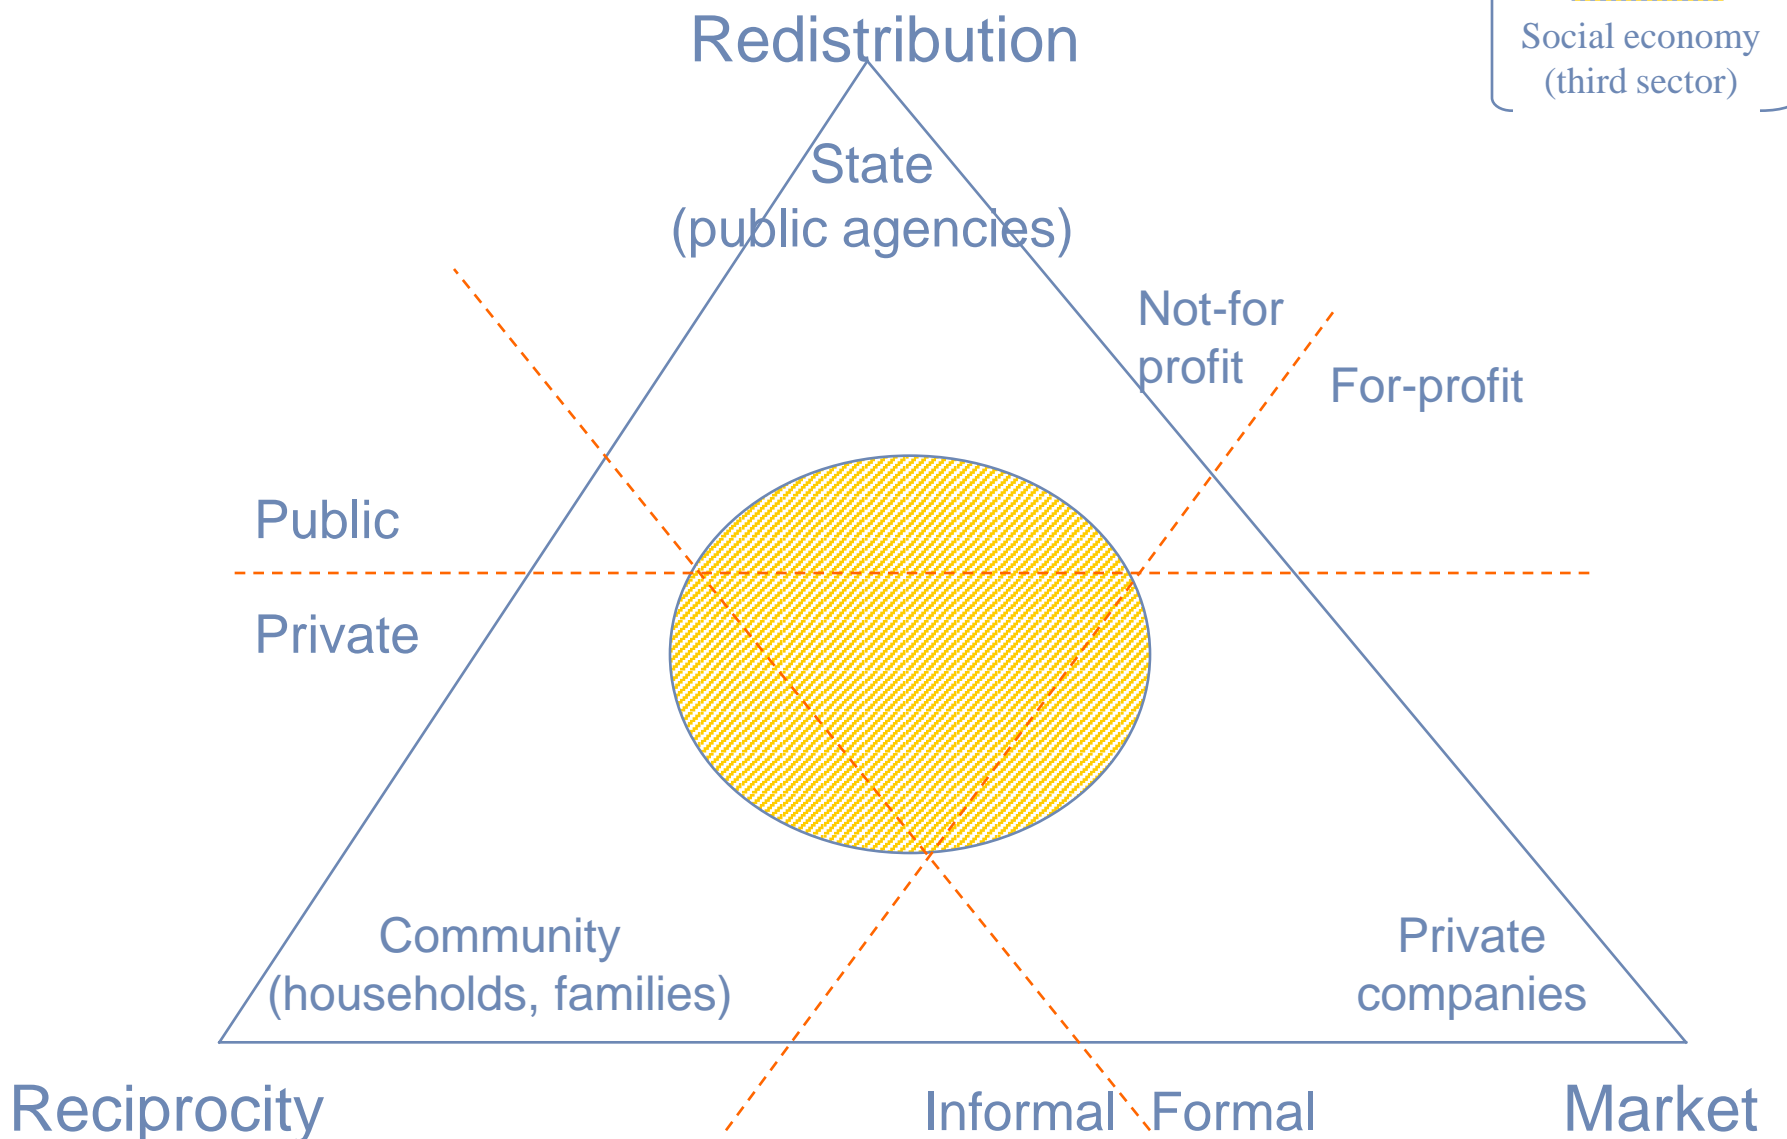 Redistribution
Social economy
(third sector)
State
(public agencies)
Not-for
profit
For-profit
Public
Private
Community
(households, families)
Private
companies
Reciprocity
Informal
Formal
Market